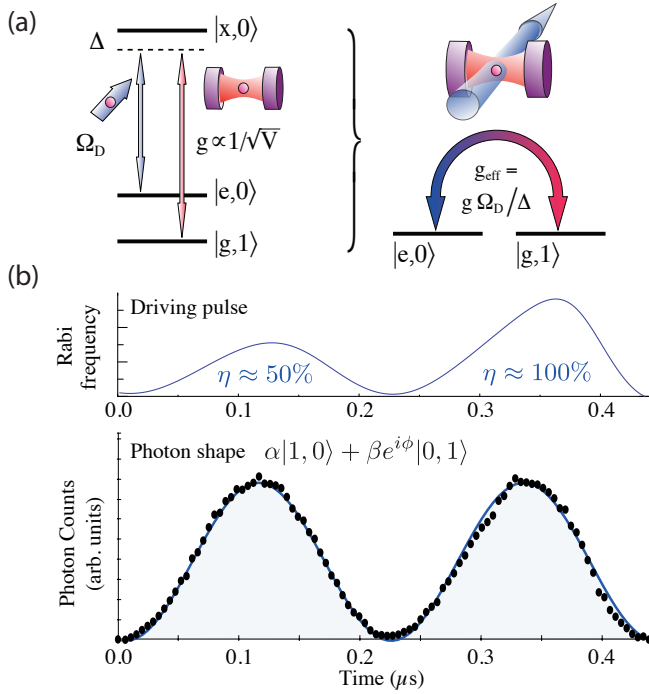 (a)
|x,0⟩
Δ
Ω_D
g ∝ 1/√V
|e,0⟩
|g,1⟩
g_eff =
g Ω_D/Δ
|e,0⟩
|g,1⟩
(b)
Driving pulse
Rabi
frequency
η ≈ 50%
η ≈ 100%
0.0 0.1 0.2 0.3 0.4
Photon shape α|1,0⟩ + βe^{iϕ}|0,1⟩
Photon Counts
(arb. units)
0.0 0.1 0.2 0.3 0.4
Time (μs)